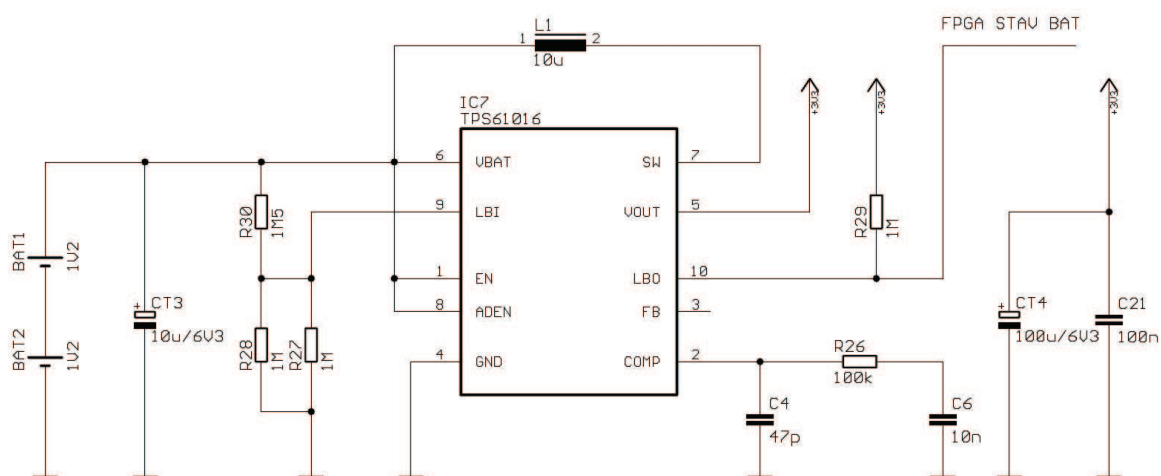 FPGA STAV BAT
L1
1 2
10u
IC7
TPS61016
+3V3
+3V3
+3V3
6 VBAT SW 7
9 LBI VOUT 5
1 EN LBO 10
8 ADEN FB 3
4 GND COMP 2
R30
1M5
R29
1M
BAT1
1V2
BAT2
1V2
+ CT3
10u/6V3
R28
1M
R27
1M
+ CT4
100u/6V3
C21
100n
R26
100k
C4
47p
C6
10n